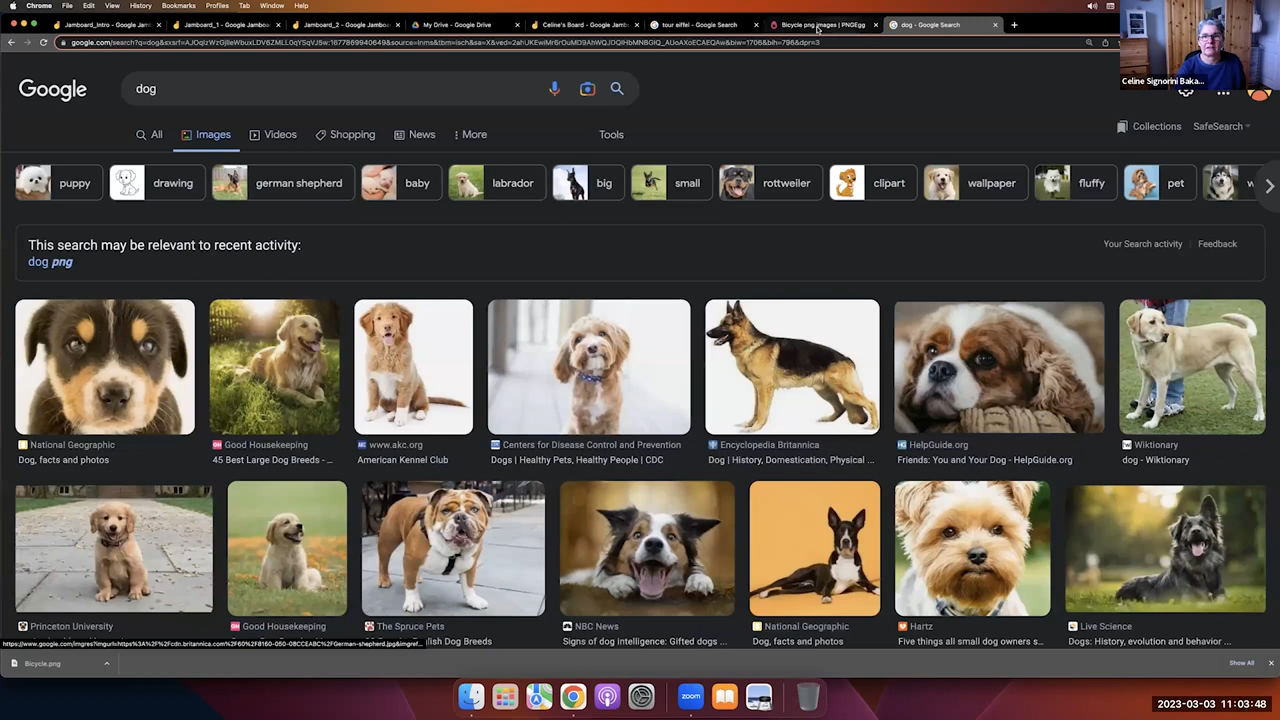 Chrome File Edit View History Bookmarks Profiles Tab Window Help
Jamboard_Intro - Google Jam
Jamboard_1 - Google Jamboa
Jamboard_2 - Google Jambo
My Drive - Google Drive
Celine's Board - Google Jamb
tour eiffel - Google Search
Bicycle png images | PNGEgg
dog - Google Search
Celine Signorini Baka...
Google
dog
All Images Videos Shopping News More Tools
Collections SafeSearch
puppy drawing german shepherd baby labrador big small rottweiler clipart wallpaper fluffy pet w
This search may be relevant to recent activity:
Your Search activity Feedback
dog png
National Geographic
Dog, facts and photos
Good Housekeeping
45 Best Large Dog Breeds - ...
www.akc.org
American Kennel Club
Centers for Disease Control and Prevention
Dogs | Healthy Pets, Healthy People | CDC
Encyclopedia Britannica
Dog | History, Domestication, Physical ...
HelpGuide.org
Friends: You and Your Dog - HelpGuide.org
Wiktionary
dog - Wiktionary
Princeton University
Good Housekeeping
The Spruce Pets
lish Dog Breeds
NBC News
Signs of dog intelligence: Gifted dogs ...
National Geographic
Dog, facts and photos
Hartz
Five things all small dog owners s...
Live Science
Dogs: History, evolution and behavior ...
Bicycle.png
Show All
zoom
2023-03-03 11:03:48